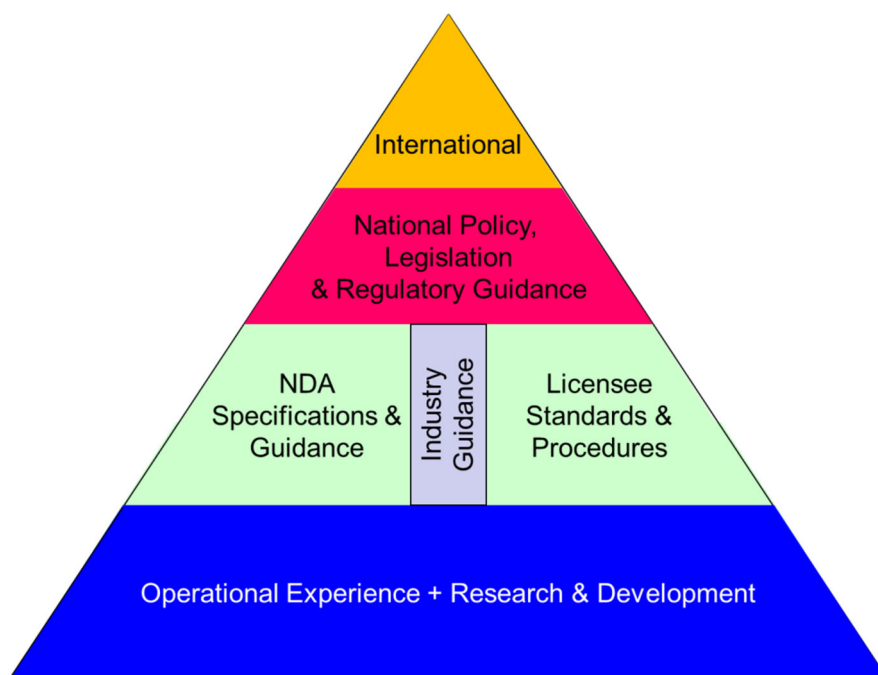 International
National Policy,
Legislation
& Regulatory Guidance
NDA
Specifications &
Guidance
Industry
Guidance
Licensee
Standards &
Procedures
Operational Experience + Research & Development